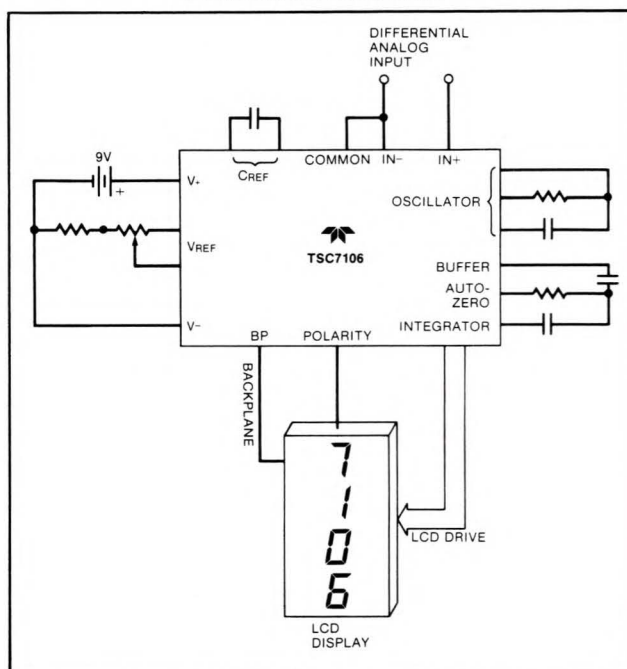 DIFFERENTIAL
ANALOG
INPUT
9V
+
CREF
COMMON
IN-
IN+
V+
VREF
V-
TSC7106
OSCILLATOR
BUFFER
AUTO-
ZERO
INTEGRATOR
BP
POLARITY
BACKPLANE
7
1
0
6
LCD DRIVE
LCD
DISPLAY